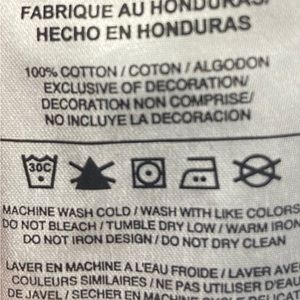 FABRIQUE AU HONDURAS/
HECHO EN HONDURAS
100% COTTON / COTON / ALGODON
EXCLUSIVE OF DECORATION/
DECORATION NON COMPRISE/
NO INCLUYE LA DECORACION
30C
MACHINE WASH COLD / WASH WITH LIKE COLORS
DO NOT BLEACH / TUMBLE DRY LOW / WARM IRON
DO NOT IRON DESIGN / DO NOT DRY CLEAN
LAVER EN MACHINE A L'EAU FROIDE / LAVER AVE
COULEURS SIMILAIRES / NE PAS UTILISER D'EAU
DE JAVEL / SECHER EN MACHINE